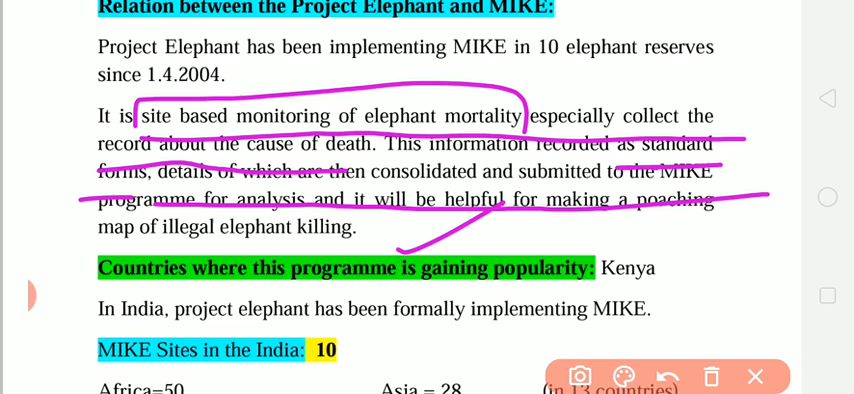 Relation between the Project Elephant and MIKE:
Project Elephant has been implementing MIKE in 10 elephant reserves
since 1.4.2004.
It is site based monitoring of elephant mortality especially collect the
record about the cause of death. This information recorded as standard
forms, details of which are then consolidated and submitted to the MIKE
programme for analysis and it will be helpful for making a poaching
map of illegal elephant killing.
Countries where this programme is gaining popularity: Kenya
In India, project elephant has been formally implementing MIKE.
MIKE Sites in the India: 10
Africa=50 Asia = 28 (in 13 countries)